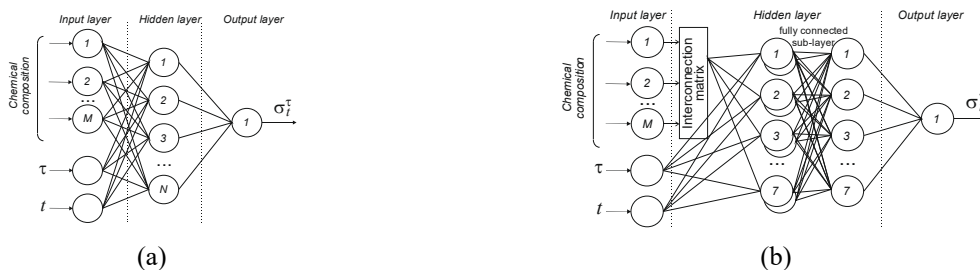 Input layer Hidden layer Output layer
Chemical composition
1
2
...
M
τ
t
1
2
3
...
N
1
σ_t^τ
(a)
Input layer Hidden layer Output layer
fully connected
sub-layer
Chemical composition
1
2
...
M
τ
t
Interconnection
matrix
1
2
3
...
7
1
2
3
...
7
1
(b)